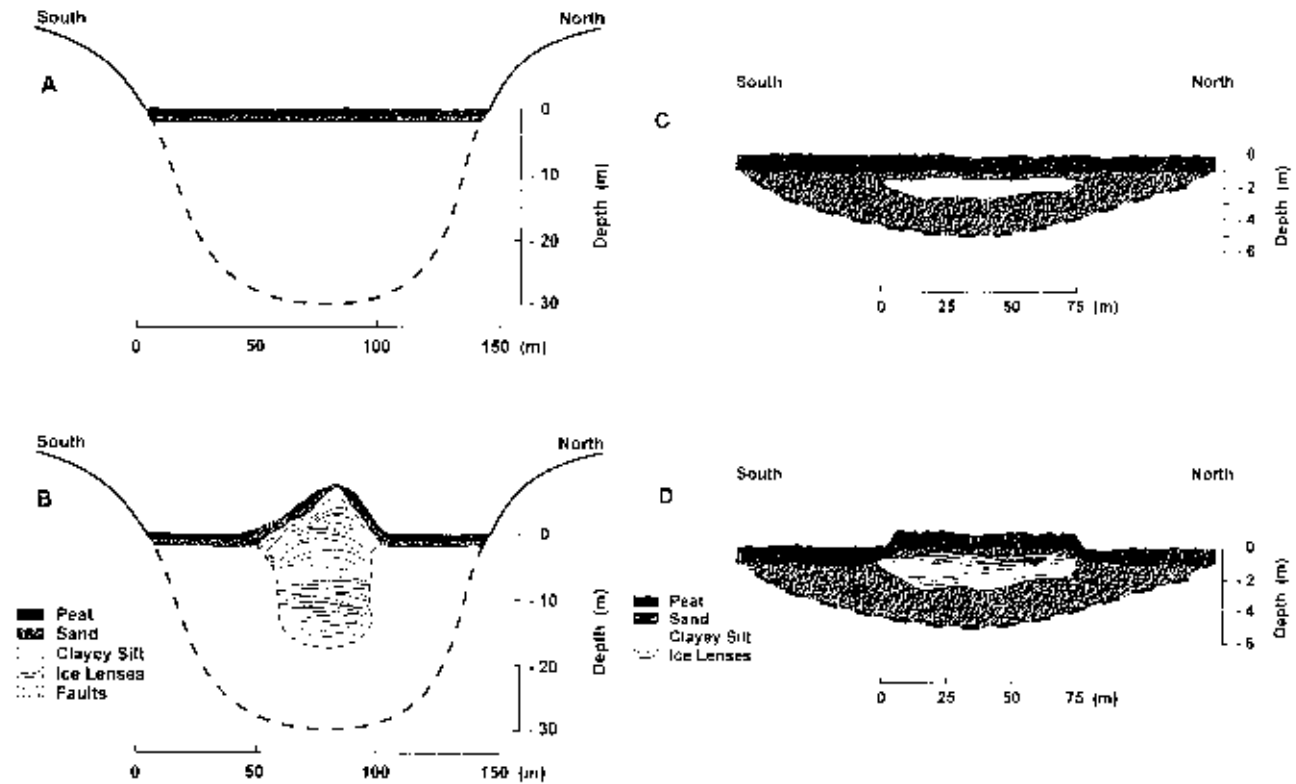 South North
A
0
- 10
- 20
- 30
Depth (m)
0 50 100 150 (m)
South North
C
0
- 2
- 4
- 6
Depth (m)
0 25 50 75 (m)
South North
B
- 0
- 10
- 20
- 30
Depth (m)
Peat
Sand
Clayey Silt
Ice Lenses
Faults
0 50 100 150 (m)
South North
D
0
- 2
- 4
- 6
Depth (m)
Peat
Sand
Clayey Silt
Ice Lenses
0 25 50 75 (m)